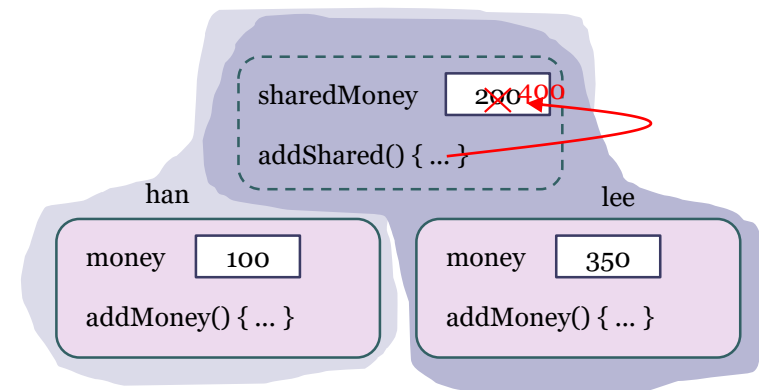 sharedMoney 200 400
addShared() { ... }
han
lee
money 100
money 350
addMoney() { ... }
addMoney() { ... }